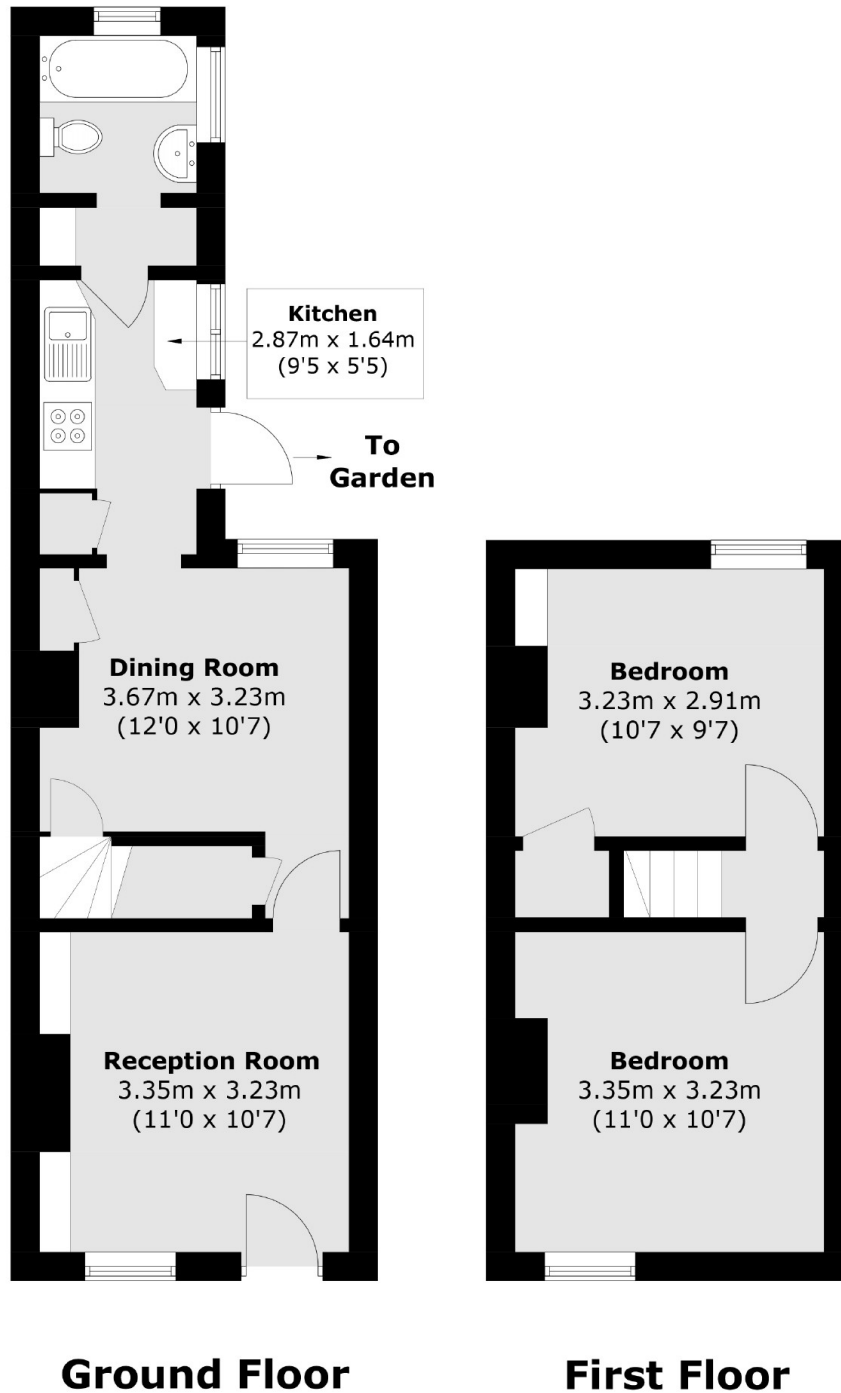 Kitchen
2.87m x 1.64m
(9'5 x 5'5)
To
Garden
Dining Room
3.67m x 3.23m
(12'0 x 10'7)
Reception Room
3.35m x 3.23m
(11'0 x 10'7)
Ground Floor
Bedroom
3.23m x 2.91m
(10'7 x 9'7)
Bedroom
3.35m x 3.23m
(11'0 x 10'7)
First Floor